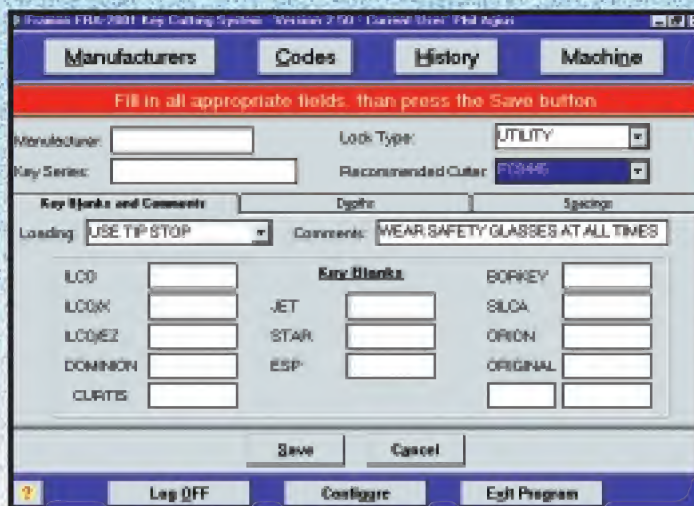 FRA-2001 Key Cutting System - Version 2.50 - Current User: Phil Agius
Manufacturers Codes History Machine
Fill in all appropriate fields, than press the Save button
Manufacturer: Lock Type: UTILITY
Key Series: Recommended Cutter:
Key Blanks and Comments Depths Spacings
Loading USE TIP STOP Comments: WEAR SAFETY GLASSES AT ALL TIMES
Key Blanks
ILCO BORKEY
ILCO/X JET SILCA
ILCO/EZ STAR ORION
DOMINION ESP ORIGINAL
CURTIS
Save Cancel
? Log OFF Configure Exit Program